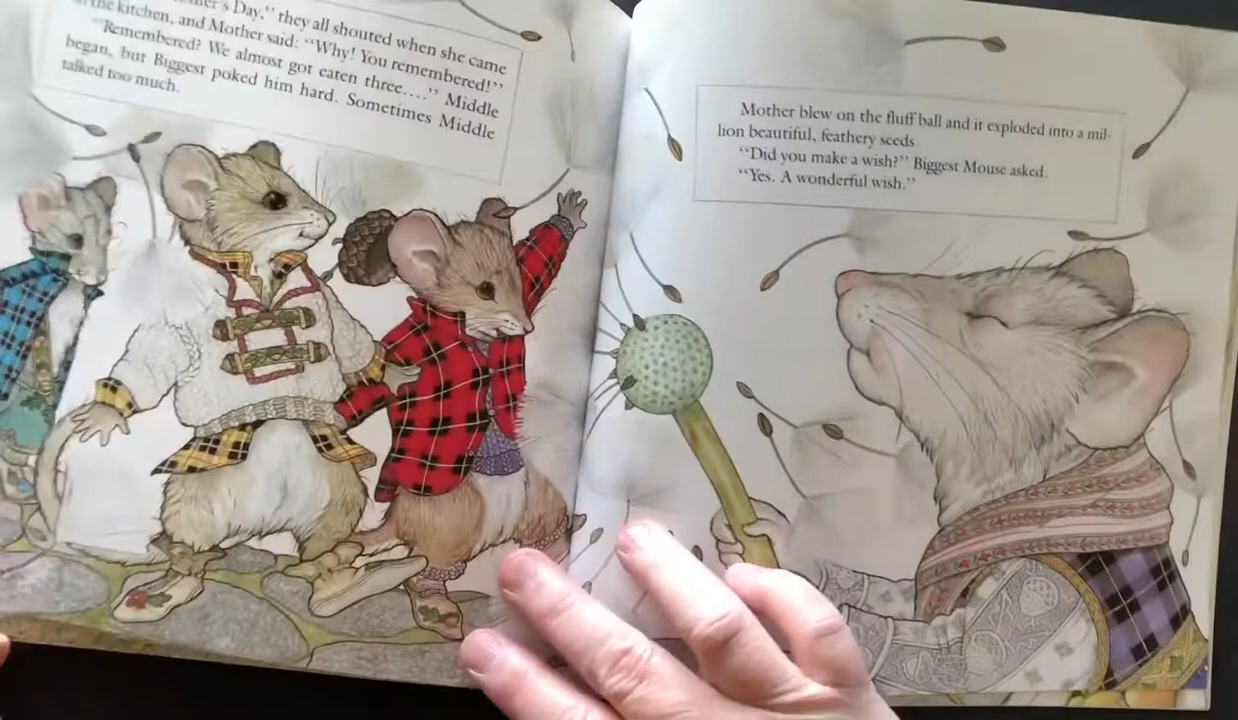 Day," they all shouted when she came
the kitchen, and Mother said: "Why! You remembered!"
"Remembered? We almost got eaten three...." Middle
began, but Biggest poked him hard. Sometimes Middle
talked too much.
Mother blew on the fluff ball and it exploded into a mil-
lion beautiful, feathery seeds.
"Did you make a wish?" Biggest Mouse asked.
"Yes. A wonderful wish."